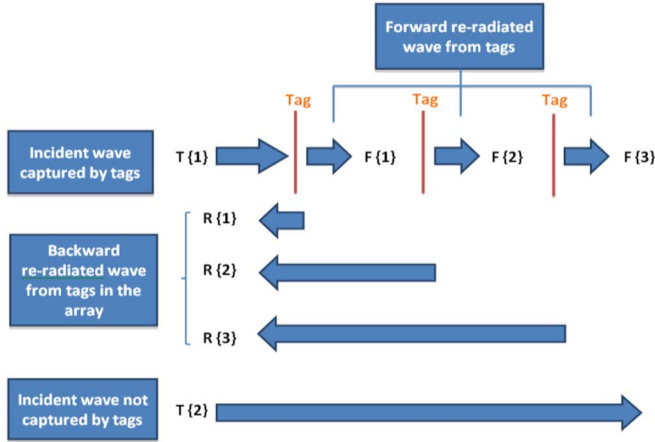 Forward re-radiated
wave from tags
Tag
Tag
Tag
Incident wave
captured by tags
T {1}
F {1}
F {2}
F {3}
R {1}
Backward
re-radiated wave
from tags in the
array
R {2}
R {3}
Incident wave not
captured by tags
T {2}